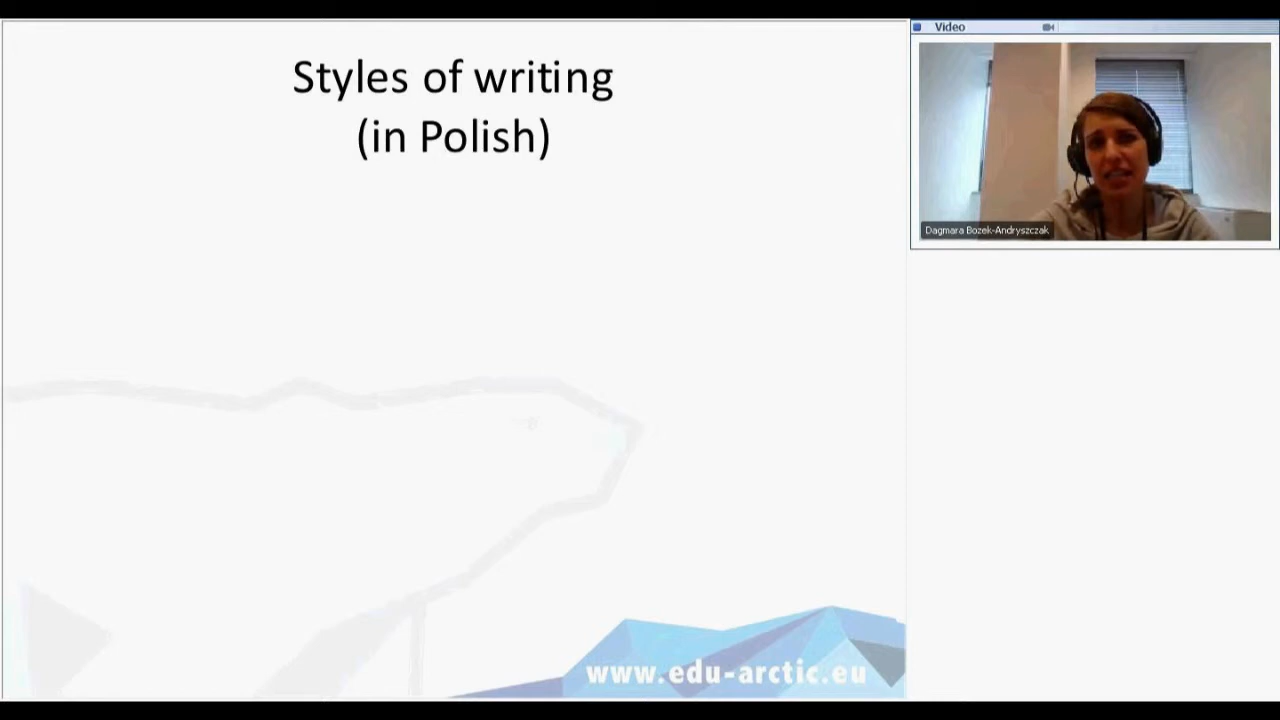 Styles of writing
(in Polish)
www.edu-arctic.eu
Video
Dagmara Bozek-Andryszczak